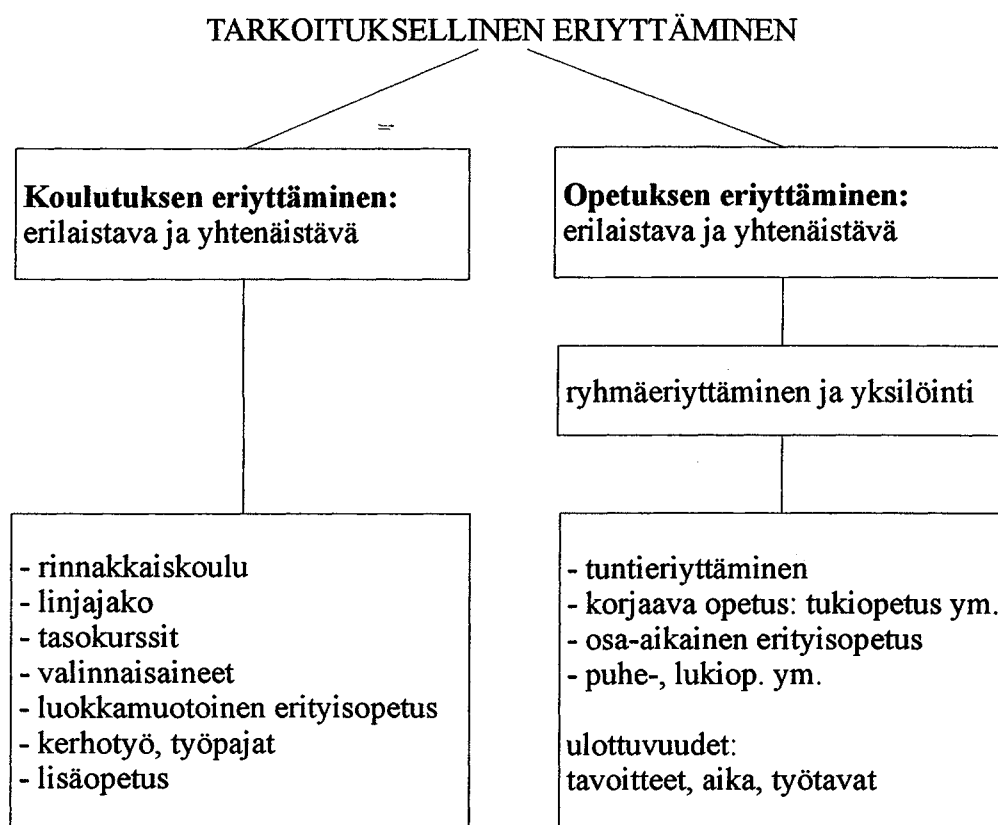 TARKOITUKSELLINEN ERIYTTÄMINEN
Koulutuksen eriyttäminen:
erilaistava ja yhtenäistävä
Opetuksen eriyttäminen:
erilaistava ja yhtenäistävä
ryhmäeriyttäminen ja yksilöinti
- rinnakkaiskoulu
- linjajako
- tasokurssit
- valinnaisaineet
- luokkamuotoinen erityisopetus
- kerhotyö, työpajat
- lisäopetus
- tuntieriyttäminen
- korjaava opetus: tukiopetus ym.
- osa-aikainen erityisopetus
- puhe-, lukiop. ym.
ulottuvuudet:
tavoitteet, aika, työtavat